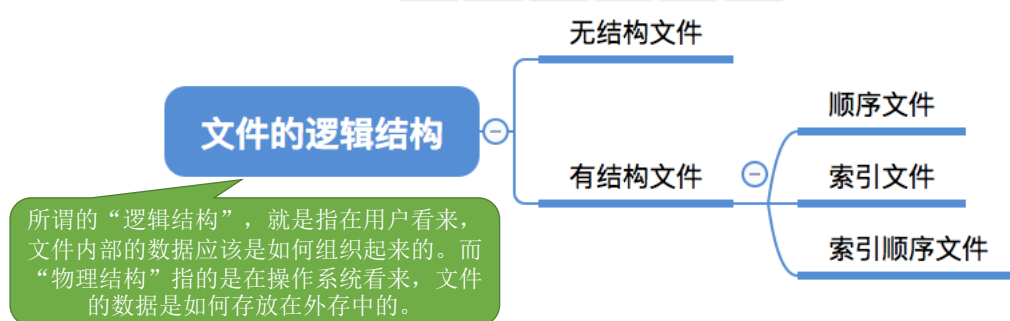 无结构文件
顺序文件
文件的逻辑结构
有结构文件
索引文件
所谓的“逻辑结构”，就是指在用户看来，
文件内部的数据应该是如何组织起来的。而
“物理结构”指的是在操作系统看来，文件
的数据是如何存放在外存中的。
索引顺序文件